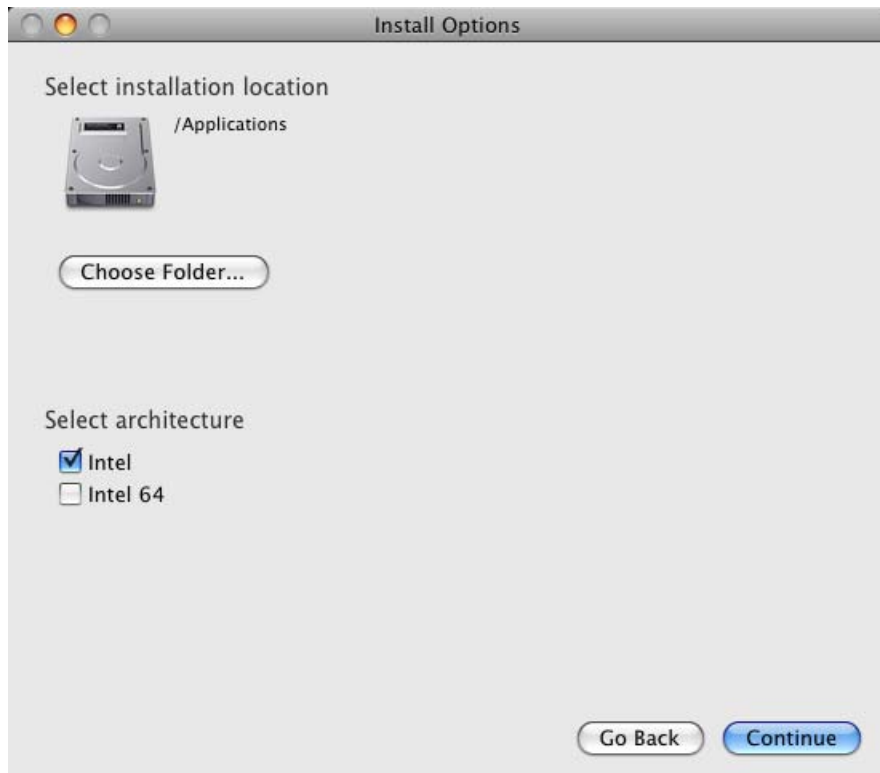 Install Options
Select installation location
/Applications
Choose Folder...
Select architecture
Intel
Intel 64
Go Back
Continue